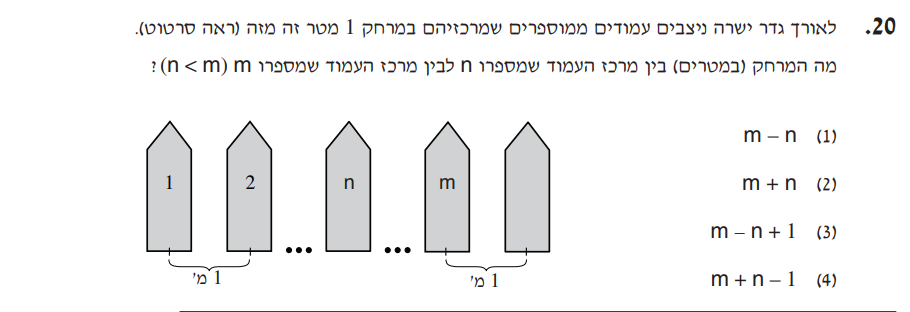 20. לאורך גדר ישרה ניצבים עמודים ממוספרים שמרכזיהם במרחק 1 מטר זה מזה (ראה סרטוט).
מה המרחק (במטרים) בין מרכז העמוד שמספרו n לבין מרכז העמוד שמספרו m (n < m) ?
(1) m – n
(2) m + n
(3) m – n + 1
(4) m + n – 1
1 2 ••• n ••• m
1 מ' 1 מ'